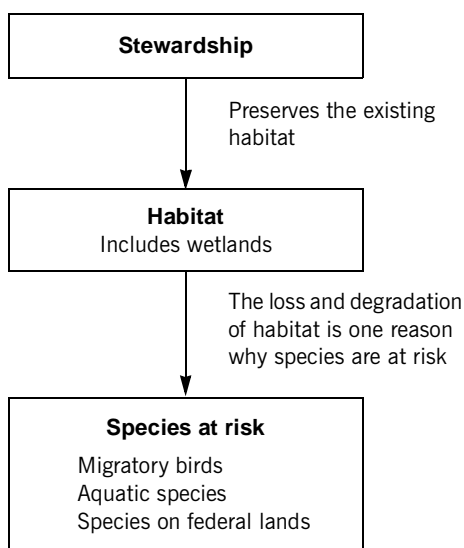 Stewardship
Preserves the existing
habitat
Habitat
Includes wetlands
The loss and degradation
of habitat is one reason
why species are at risk
Species at risk
Migratory birds
Aquatic species
Species on federal lands